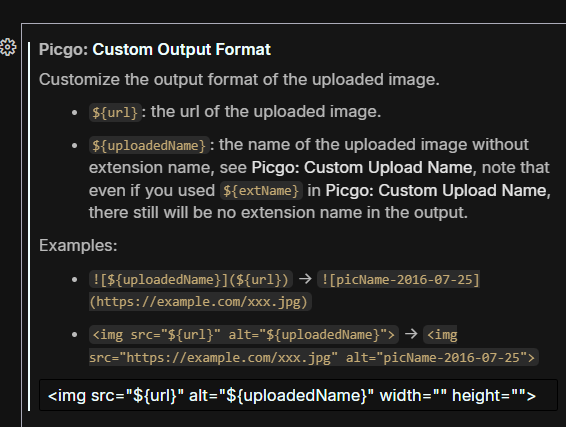 Picgo: Custom Output Format
Customize the output format of the uploaded image.
• ${url}: the url of the uploaded image.
• ${uploadedName}: the name of the uploaded image without
extension name, see Picgo: Custom Upload Name, note that
even if you used ${extName} in Picgo: Custom Upload Name,
there still will be no extension name in the output.
Examples:
• ![${uploadedName}](${url}) → ![picName-2016-07-25]
(https://example.com/xxx.jpg)
• <img src="${url}" alt="${uploadedName}"> → <img
src="https://example.com/xxx.jpg" alt="picName-2016-07-25">
<img src="${url}" alt="${uploadedName}" width="" height="">